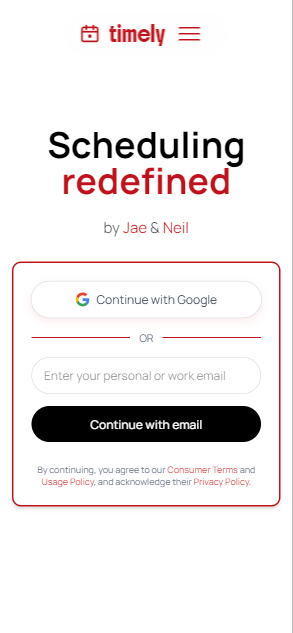 timely
Scheduling
redefined
by Jae & Neil
Continue with Google
OR
Enter your personal or work email
Continue with email
By continuing, you agree to our Consumer Terms and
Usage Policy, and acknowledge their Privacy Policy.